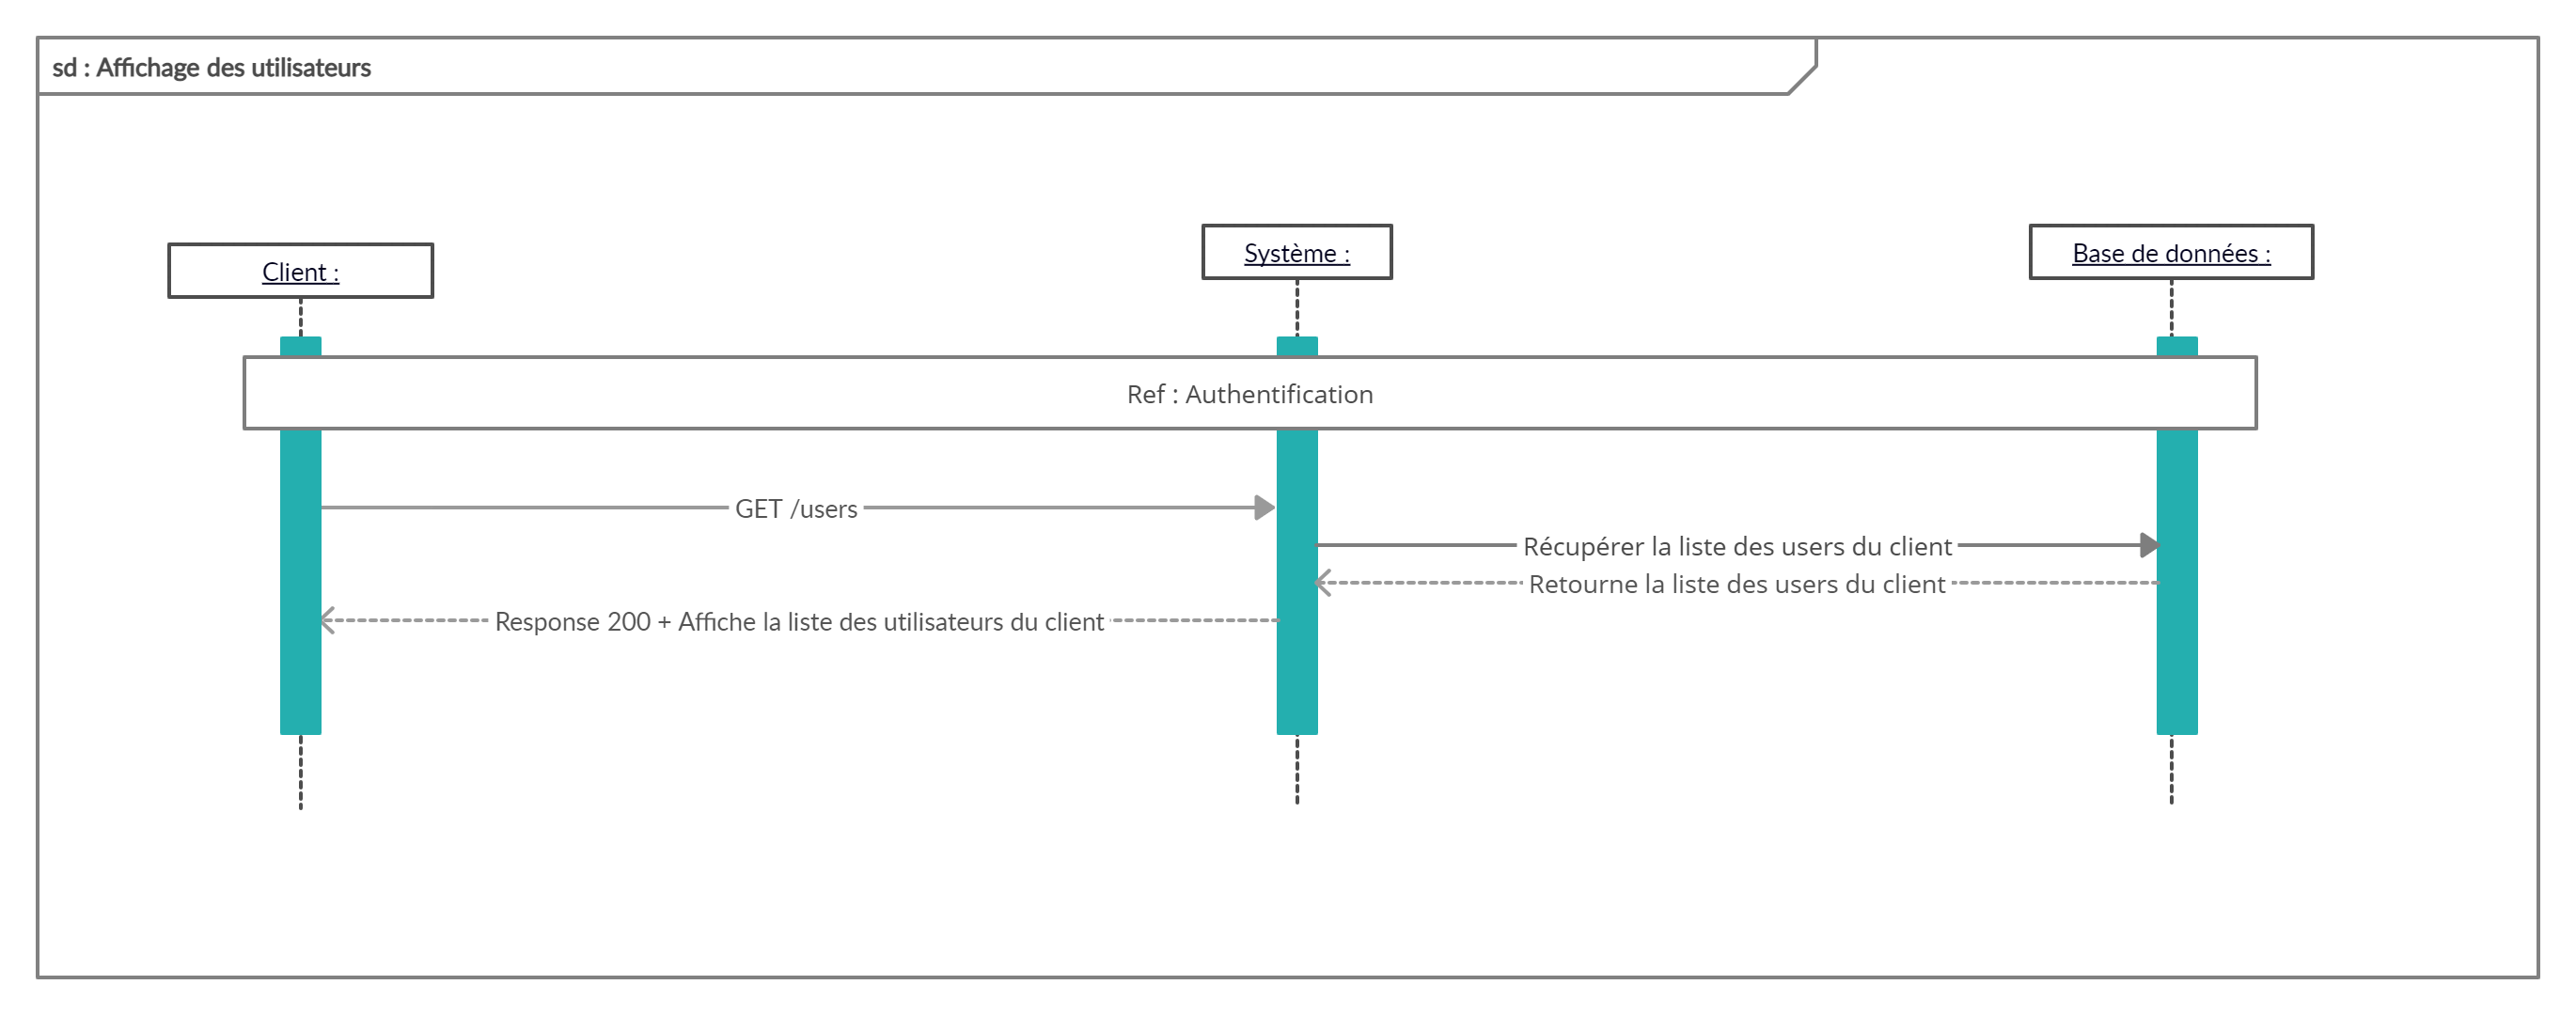 sd : Affichage des utilisateurs
Client :
Système :
Base de données :
Ref : Authentification
GET /users
Récupérer la liste des users du client
Retourne la liste des users du client
Response 200 + Affiche la liste des utilisateurs du client